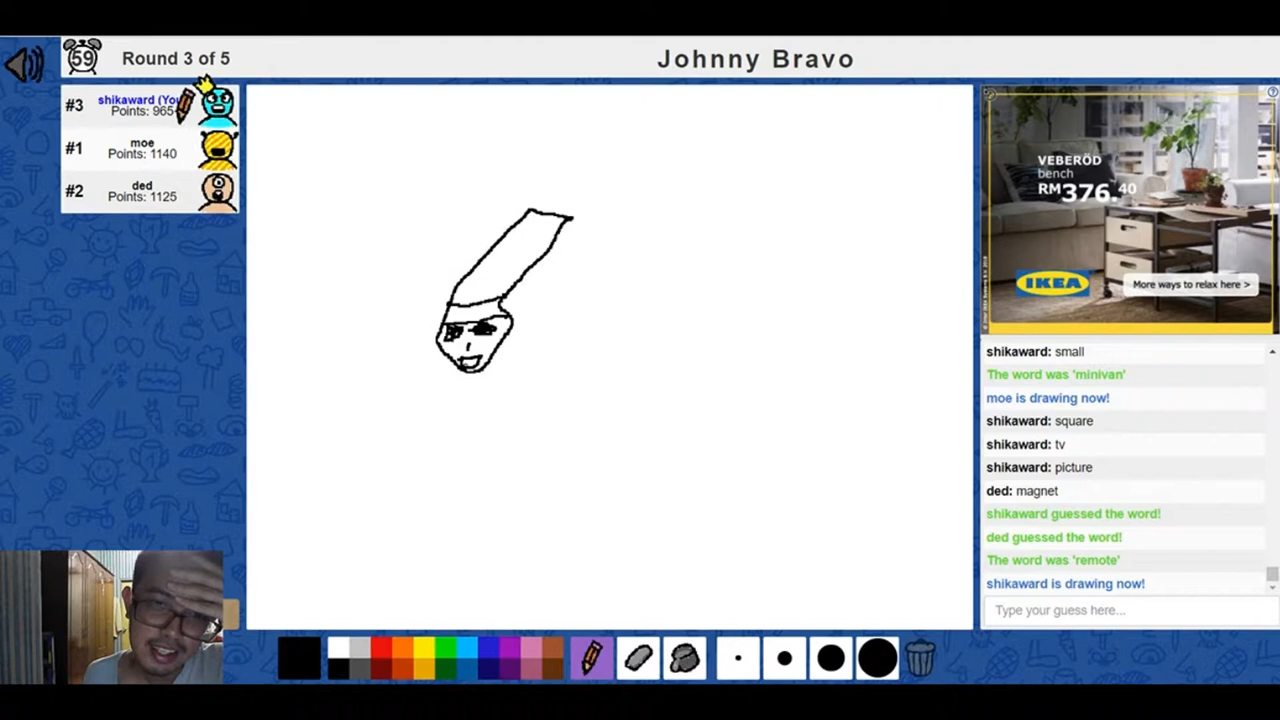 59
Round 3 of 5
Johnny Bravo
#3
shikaward (You
Points: 965
#1
moe
Points: 1140
#2
ded
Points: 1125
VEBERÖD
bench
RM376.40
IKEA
More ways to relax here >
shikaward: small
The word was 'minivan'
moe is drawing now!
shikaward: square
shikaward: tv
shikaward: picture
ded: magnet
shikaward guessed the word!
ded guessed the word!
The word was 'remote'
shikaward is drawing now!
Type your guess here...